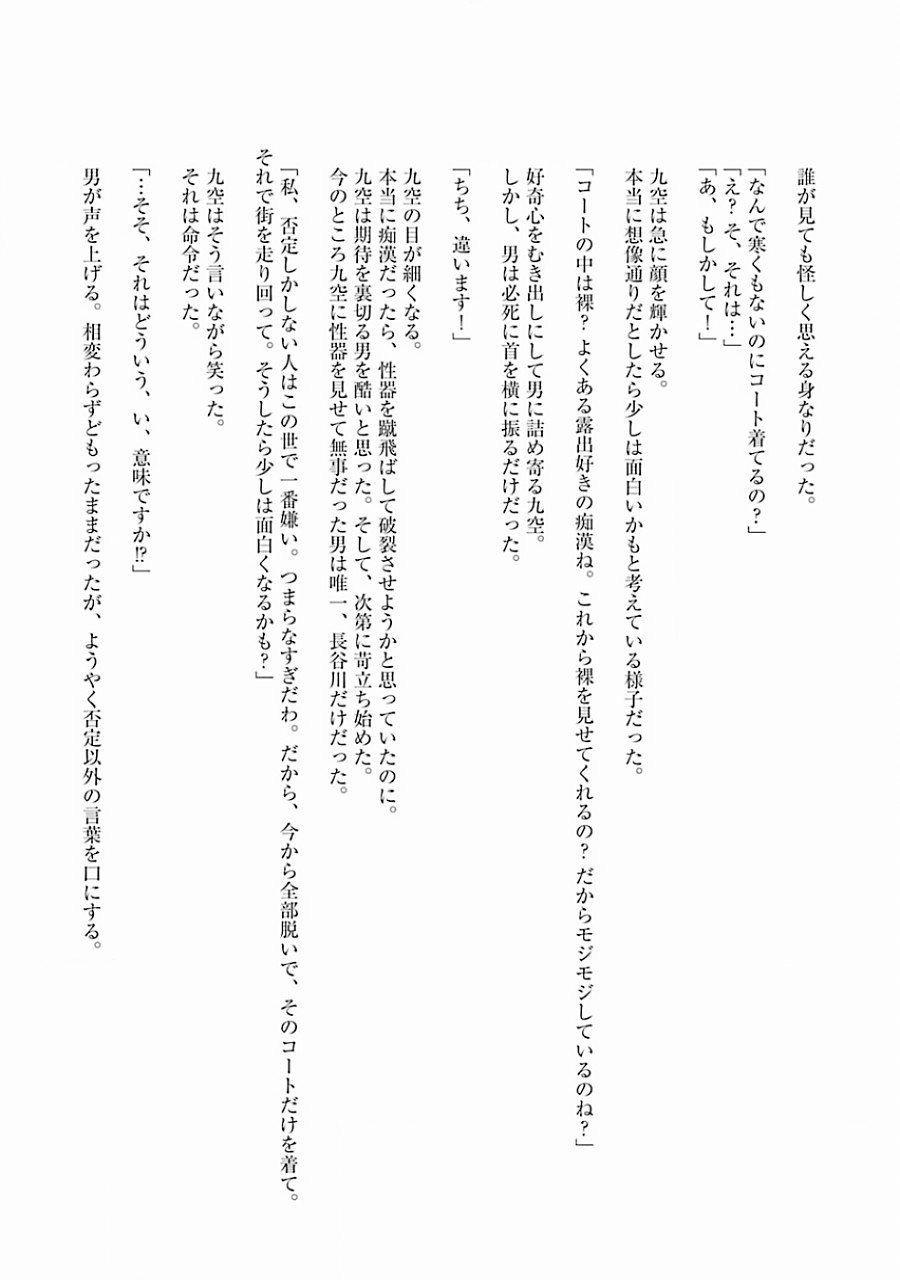 誰が見ても怪しく思える身なりだった。
「なんで寒くもないのにコート着てるの？」
「え？ そ、それは…」
「あ、もしかして！」
九空は急に顔を輝かせる。
本当に想像通りだとしたら少しは面白いかもと考えている様子だった。
「コートの中は裸？ よくある露出好きの痴漢ね。これから裸を見せてくれるの？ だからモジモジしているのね？」
好奇心をむき出しにして男に詰め寄る九空。
しかし、男は必死に首を横に振るだけだった。
「ちち、違います！」
九空の目が細くなる。
本当に痴漢だったら、性器を蹴飛ばして破裂させようかと思っていたのに。
九空は期待を裏切る男を酷いと思った。そして、次第に苛立ち始めた。
今のところ九空に性器を見せて無事だった男は唯一、長谷川だけだった。
「私、否定しかしない人はこの世で一番嫌い。つまらなすぎだわ。だから、今から全部脱いで、そのコートだけを着て。
それで街を走り回って。そうしたら少しは面白くなるかも？」
九空はそう言いながら笑った。
それは命令だった。
「…そそ、それはどういう、い、意味ですか!?」
男が声を上げる。相変わらずどもったままだったが、ようやく否定以外の言葉を口にする。